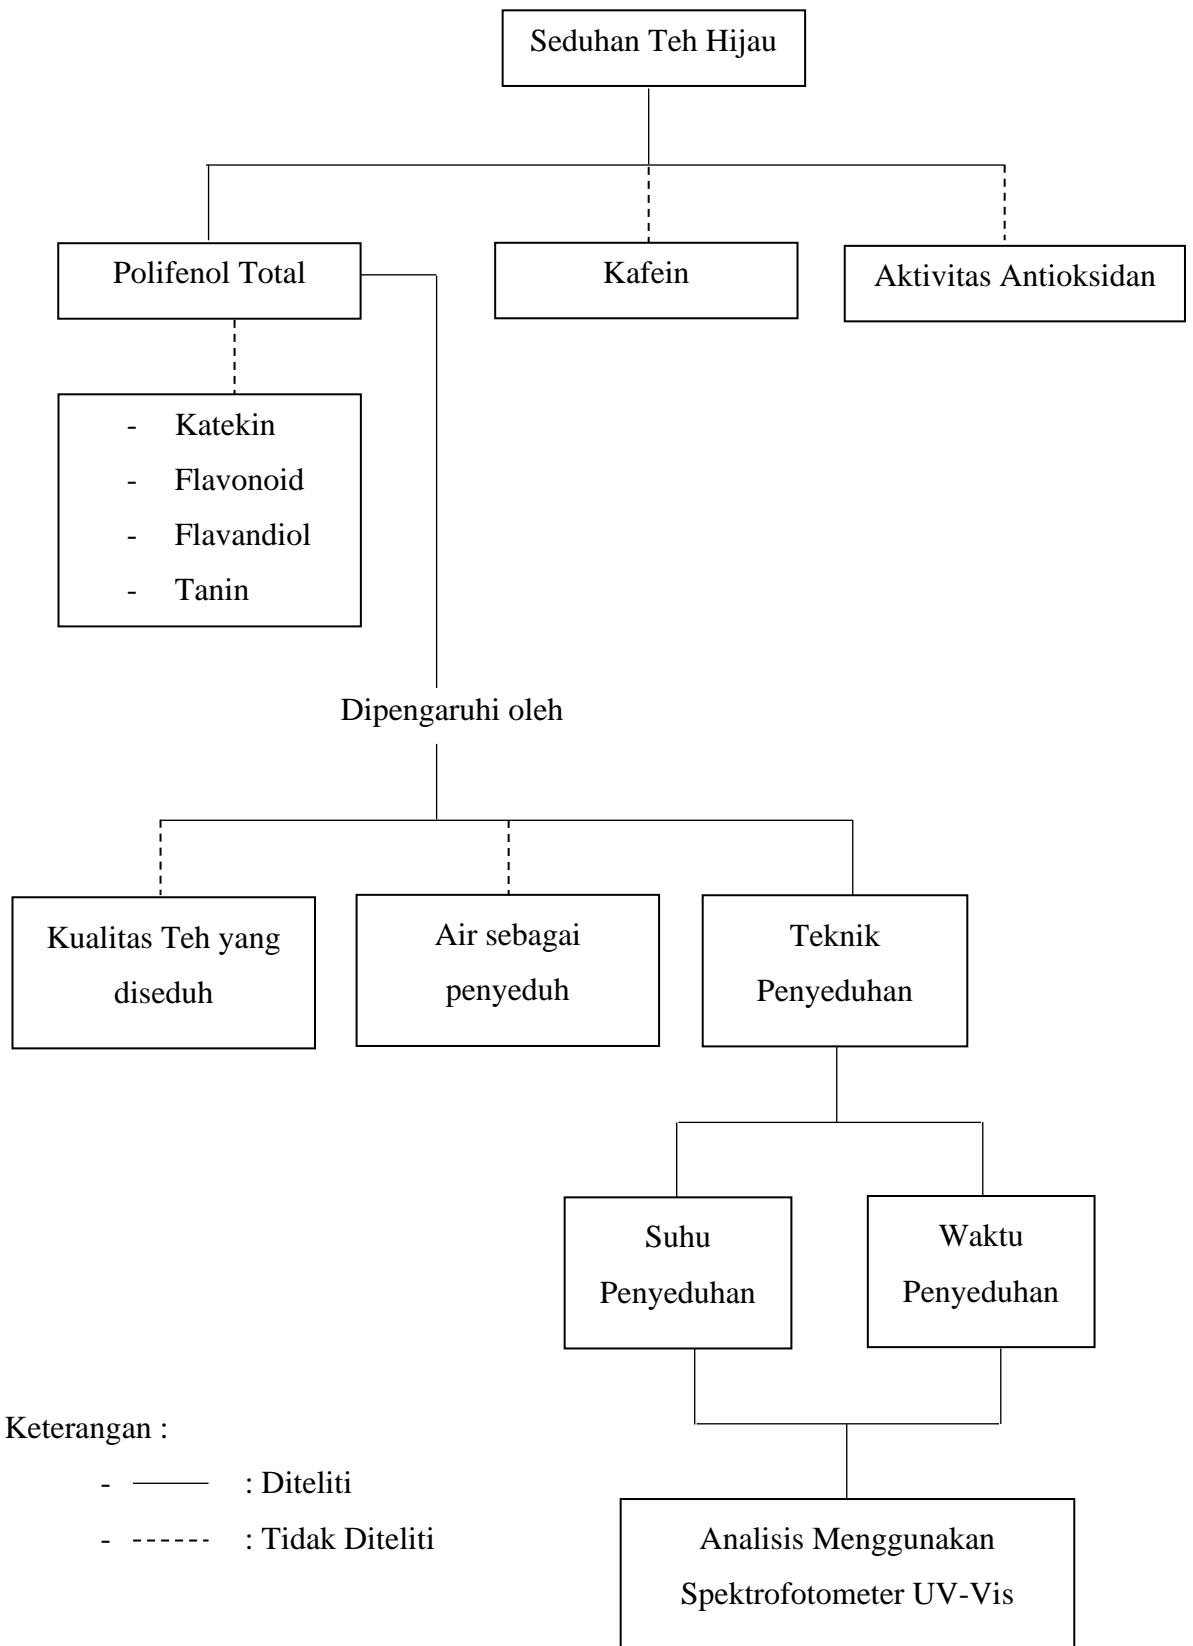 Seduhan Teh Hijau
Polifenol Total
Kafein
Aktivitas Antioksidan
- Katekin
- Flavonoid
- Flavandiol
- Tanin
Dipengaruhi oleh
Kualitas Teh yang
diseduh
Air sebagai
penyeduh
Teknik
Penyeduhan
Suhu
Penyeduhan
Waktu
Penyeduhan
Keterangan :
- : Diteliti
- : Tidak Diteliti
Analisis Menggunakan
Spektrofotometer UV-Vis